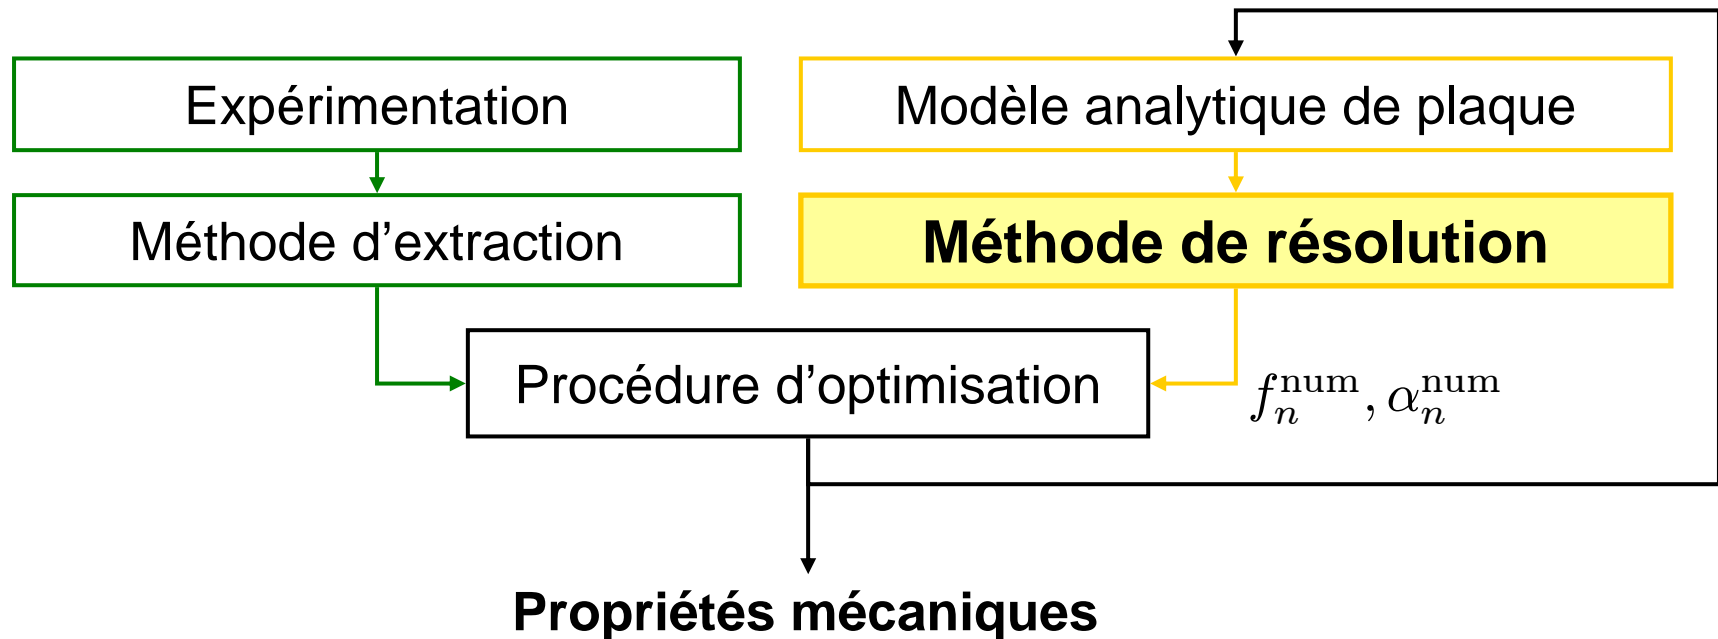 Expérimentation
Modèle analytique de plaque
Méthode d’extraction
Méthode de résolution
Procédure d’optimisation
f_n^num, α_n^num
Propriétés mécaniques